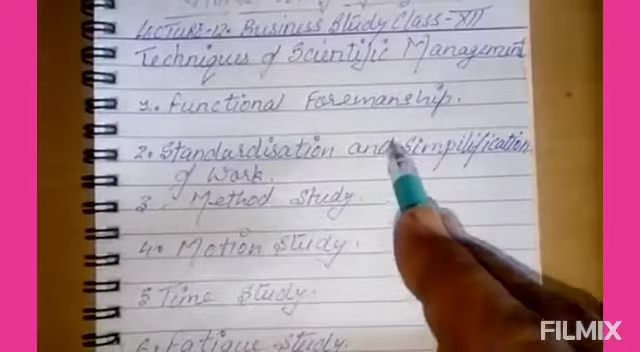 LECTURE-12. Business Study Class-XII
Techniques of Scientific Management
1. Functional Foremanship.
2. Standardisation and Simplification
of Work.
3. Method Study.
4. Motion Study.
5 Time Study.
6. Fatigue Study.
FILMIX